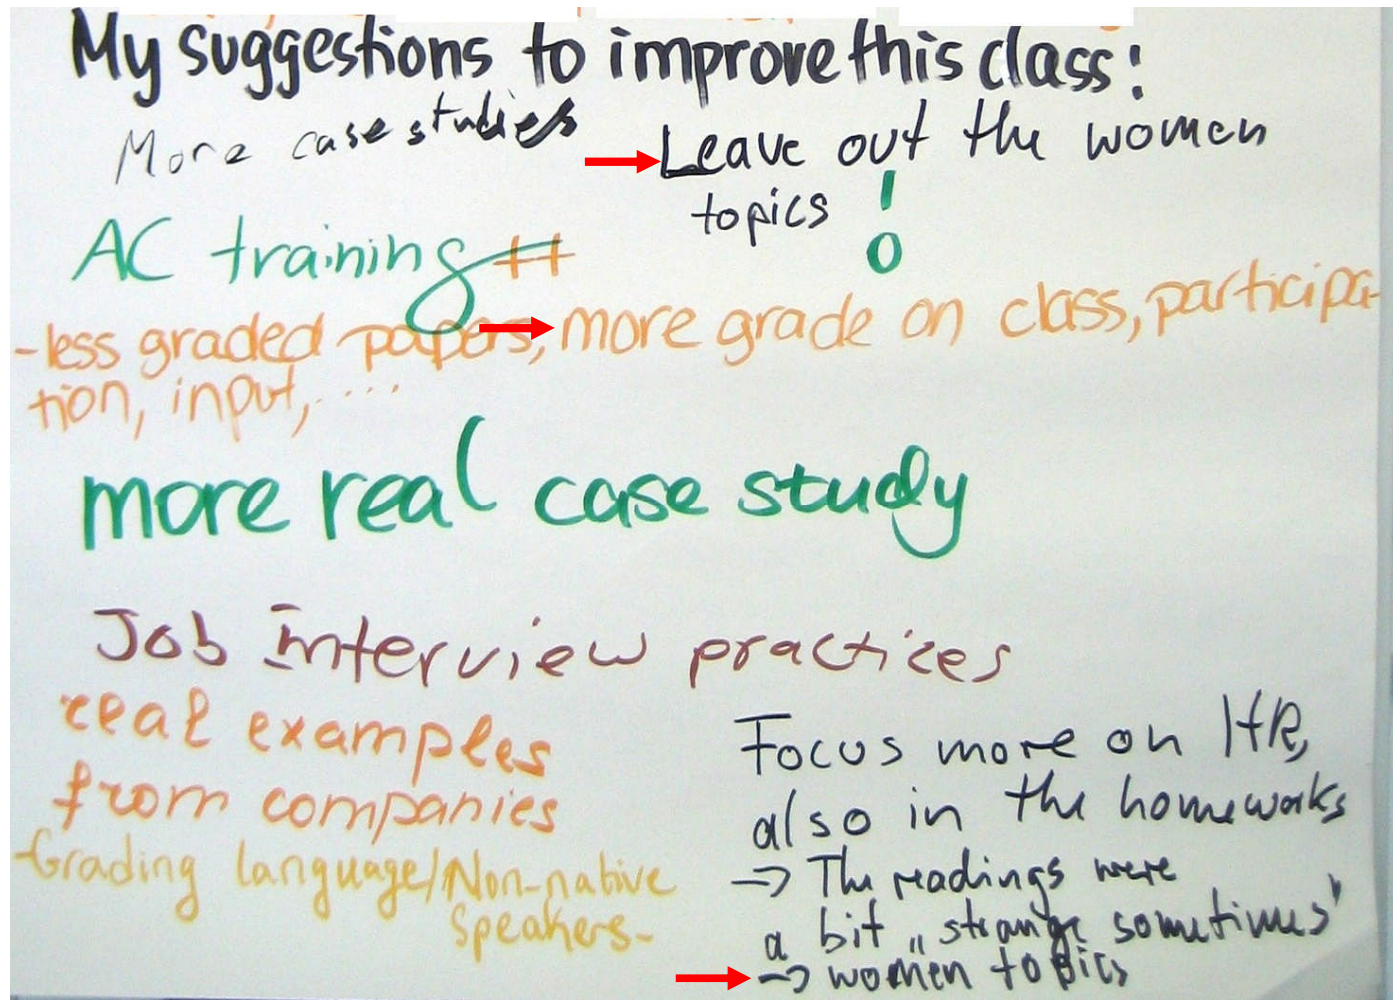 My suggestions to improve this class:
More case studies
Leave out the women
topics !
AC training ++
-less graded papers, more grade on class, participa-
tion, input, ....
more real case study
Job interview practices
real examples
from companies
-Grading language/Non-native
Speakers-
Focus more on HR,
also in the homeworks
-> The readings were
a bit „strange sometimes"
-> women topics